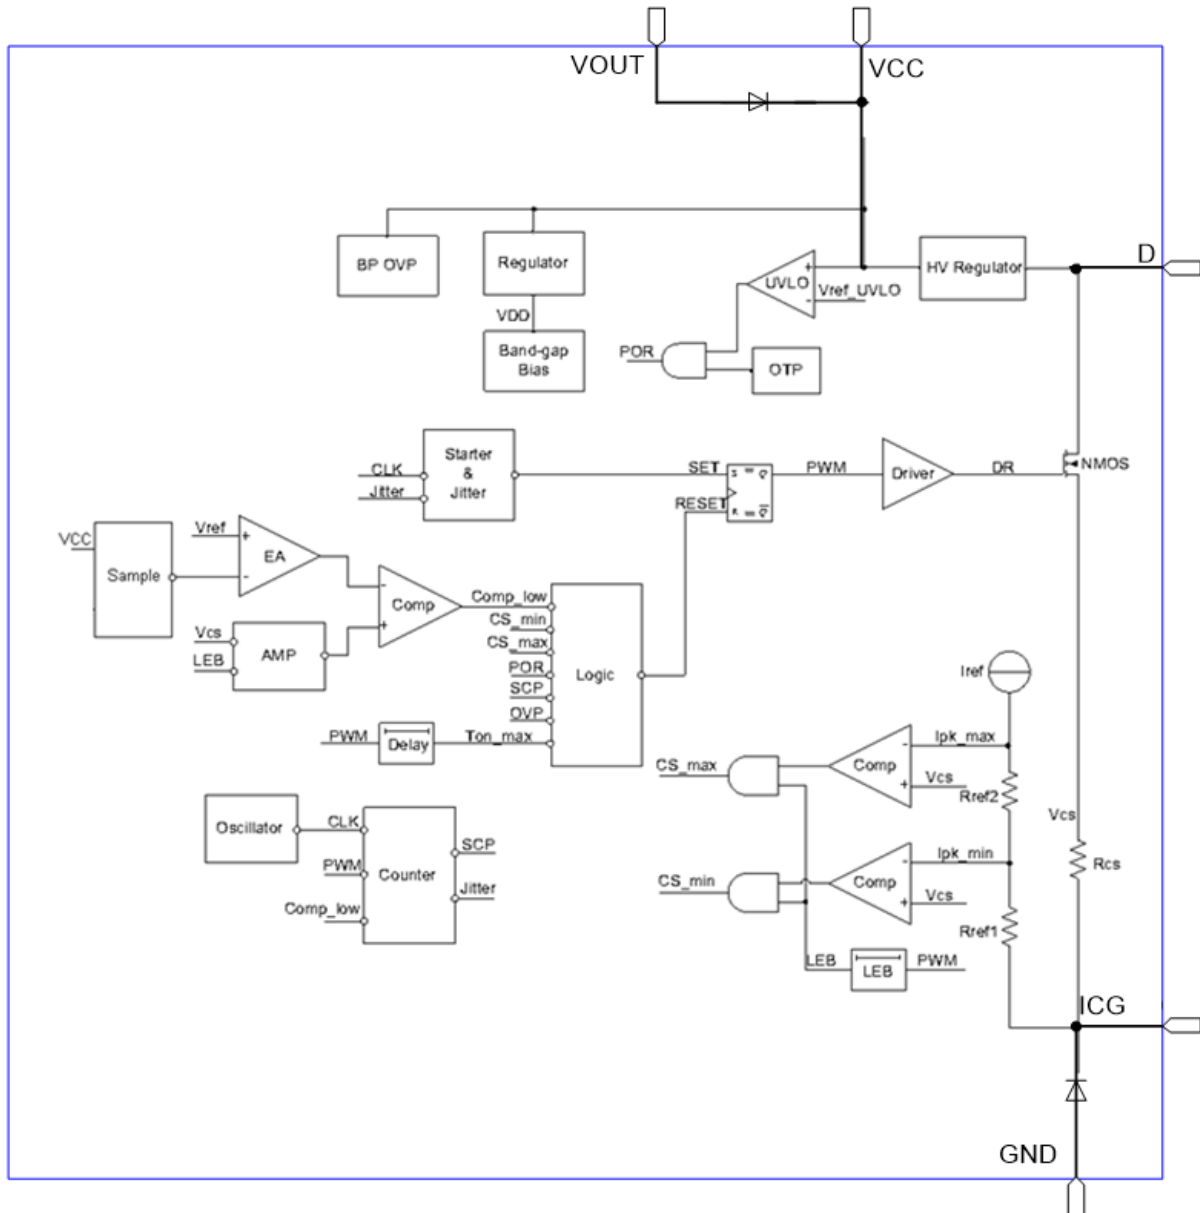 VOUT
VCC
D
BP OVP
Regulator
HV Regulator
+
UVLO
Vref_UVLO
-
VDD
Band-gap
Bias
POR
OTP
CLK
Jitter
Starter
&
Jitter
SET
RESET
S
Q
R
Q
PWM
Driver
DR
NMOS
VCC
Sample
Vref
+
EA
-
-
Comp
+
Vcs
LEB
AMP
Comp_low
CS_min
CS_max
POR
SCP
OVP
Ton_max
Logic
PWM
Delay
Iref
CS_max
-
Comp
+
Ipk_max
Vcs
Rref2
Vcs
Rcs
Oscillator
CLK
PWM
Comp_low
Counter
SCP
Jitter
CS_min
-
Comp
+
Ipk_min
Vcs
Rref1
LEB
LEB
PWM
ICG
GND